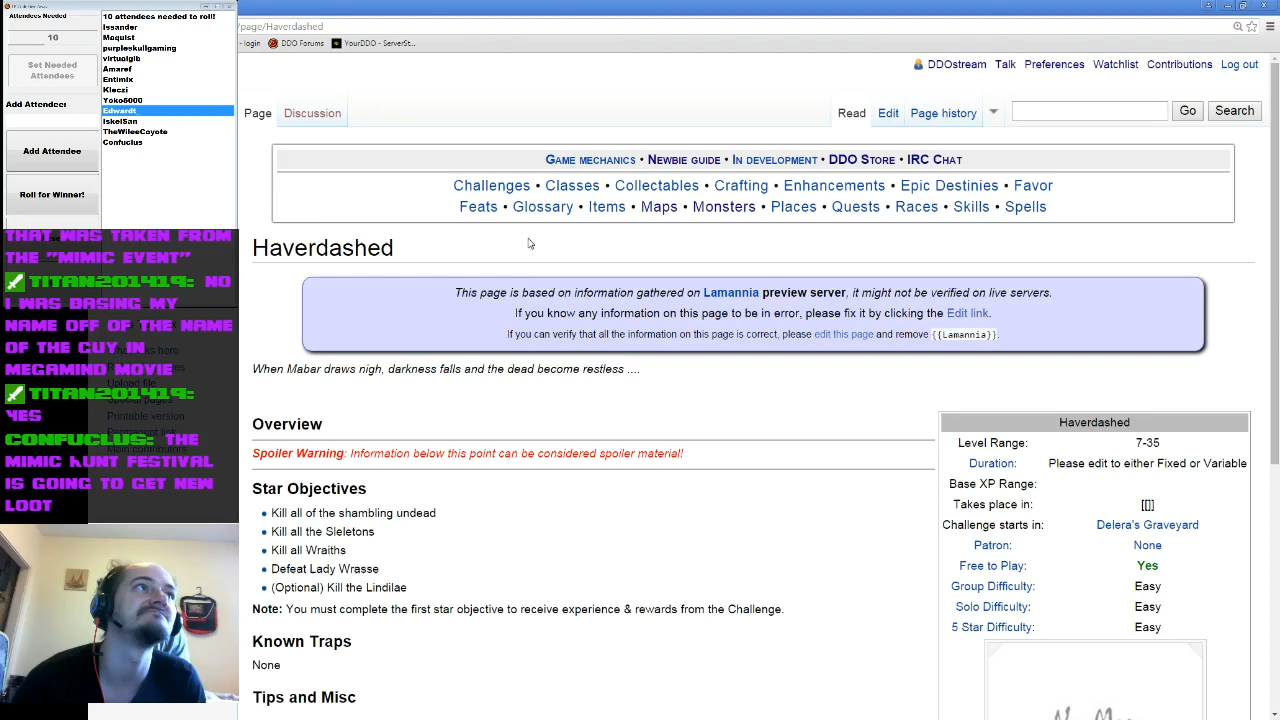 Attendees Needed
10
Set Needed
Attendees
Add Attendee:
Add Attendee
Roll for Winner!
10 attendees needed to roll!
Issander
Moquist
purpleskullgaming
virtualgib
Amaref
Entimix
Kleczi
Yoko5000
Edwardt
IskelSan
TheWileeCoyote
Confuclus
THAT WAS TAKEN FROM
THE "MIMIC EVENT"
TITAN201419: NO
I WAS BASING MY
NAME OFF OF THE NAME
OF THE GUY IN
MEGAMIND MOVIE
TITAN201419:
YES
CONFUCLUS: THE
MIMIC HUNT FESTIVAL
IS GOING TO GET NEW
LOOT
Upload file
Special pages
Printable version
Permanent link
/page/Haverdashed
- login DDO Forums YourDDO - ServerSt...
DDOstream Talk Preferences Watchlist Contributions Log out
Page Discussion Read Edit Page history Go Search
Game mechanics • Newbie guide • In development • DDO Store • IRC Chat
Challenges • Classes • Collectables • Crafting • Enhancements • Epic Destinies • Favor
Feats • Glossary • Items • Maps • Monsters • Places • Quests • Races • Skills • Spells
Haverdashed
This page is based on information gathered on Lamannia preview server, it might not be verified on live servers.
If you know any information on this page to be in error, please fix it by clicking the Edit link.
If you can verify that all the information on this page is correct, please edit this page and remove {{Lamannia}}
When Mabar draws nigh, darkness falls and the dead become restless ....
Overview
Spoiler Warning: Information below this point can be considered spoiler material!
Star Objectives
Kill all of the shambling undead
Kill all the Sleletons
Kill all Wraiths
Defeat Lady Wrasse
(Optional) Kill the Lindilae
Note: You must complete the first star objective to receive experience & rewards from the Challenge.
Known Traps
None
Tips and Misc
Haverdashed
Level Range: 7-35
Duration: Please edit to either Fixed or Variable
Base XP Range:
Takes place in: [[]]
Challenge starts in: Delera's Graveyard
Patron: None
Free to Play: Yes
Group Difficulty: Easy
Solo Difficulty: Easy
5 Star Difficulty: Easy